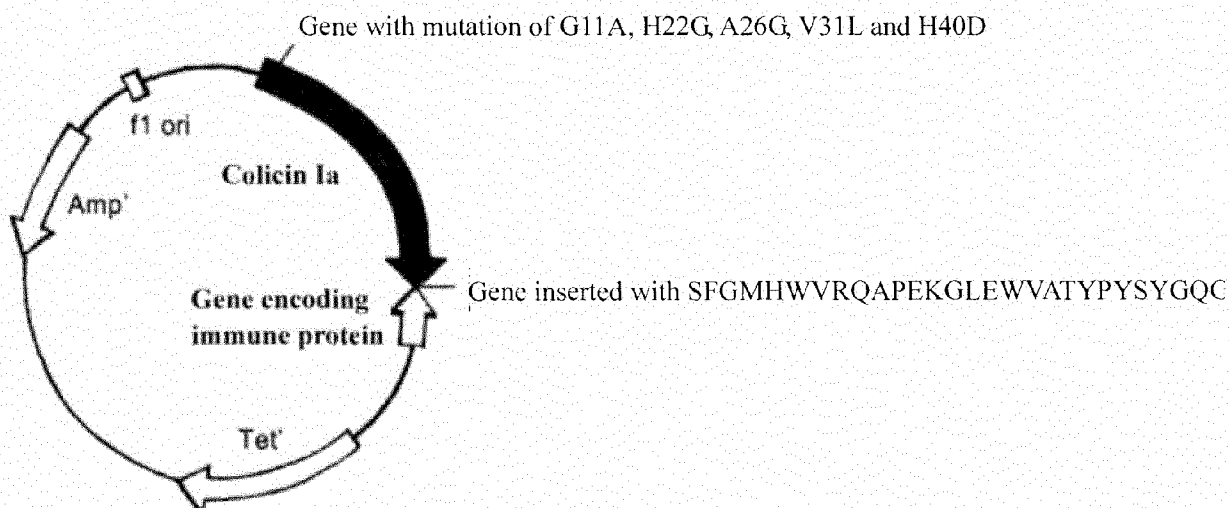 Gene with mutation of G11A, H22G, A26G, V31L and H40D
f1 ori
Colicin Ia
Amp'
Gene encoding
immune protein
Gene inserted with SFGMHWVRQAPEKGLEWVATYPYSYGQC
Tet'